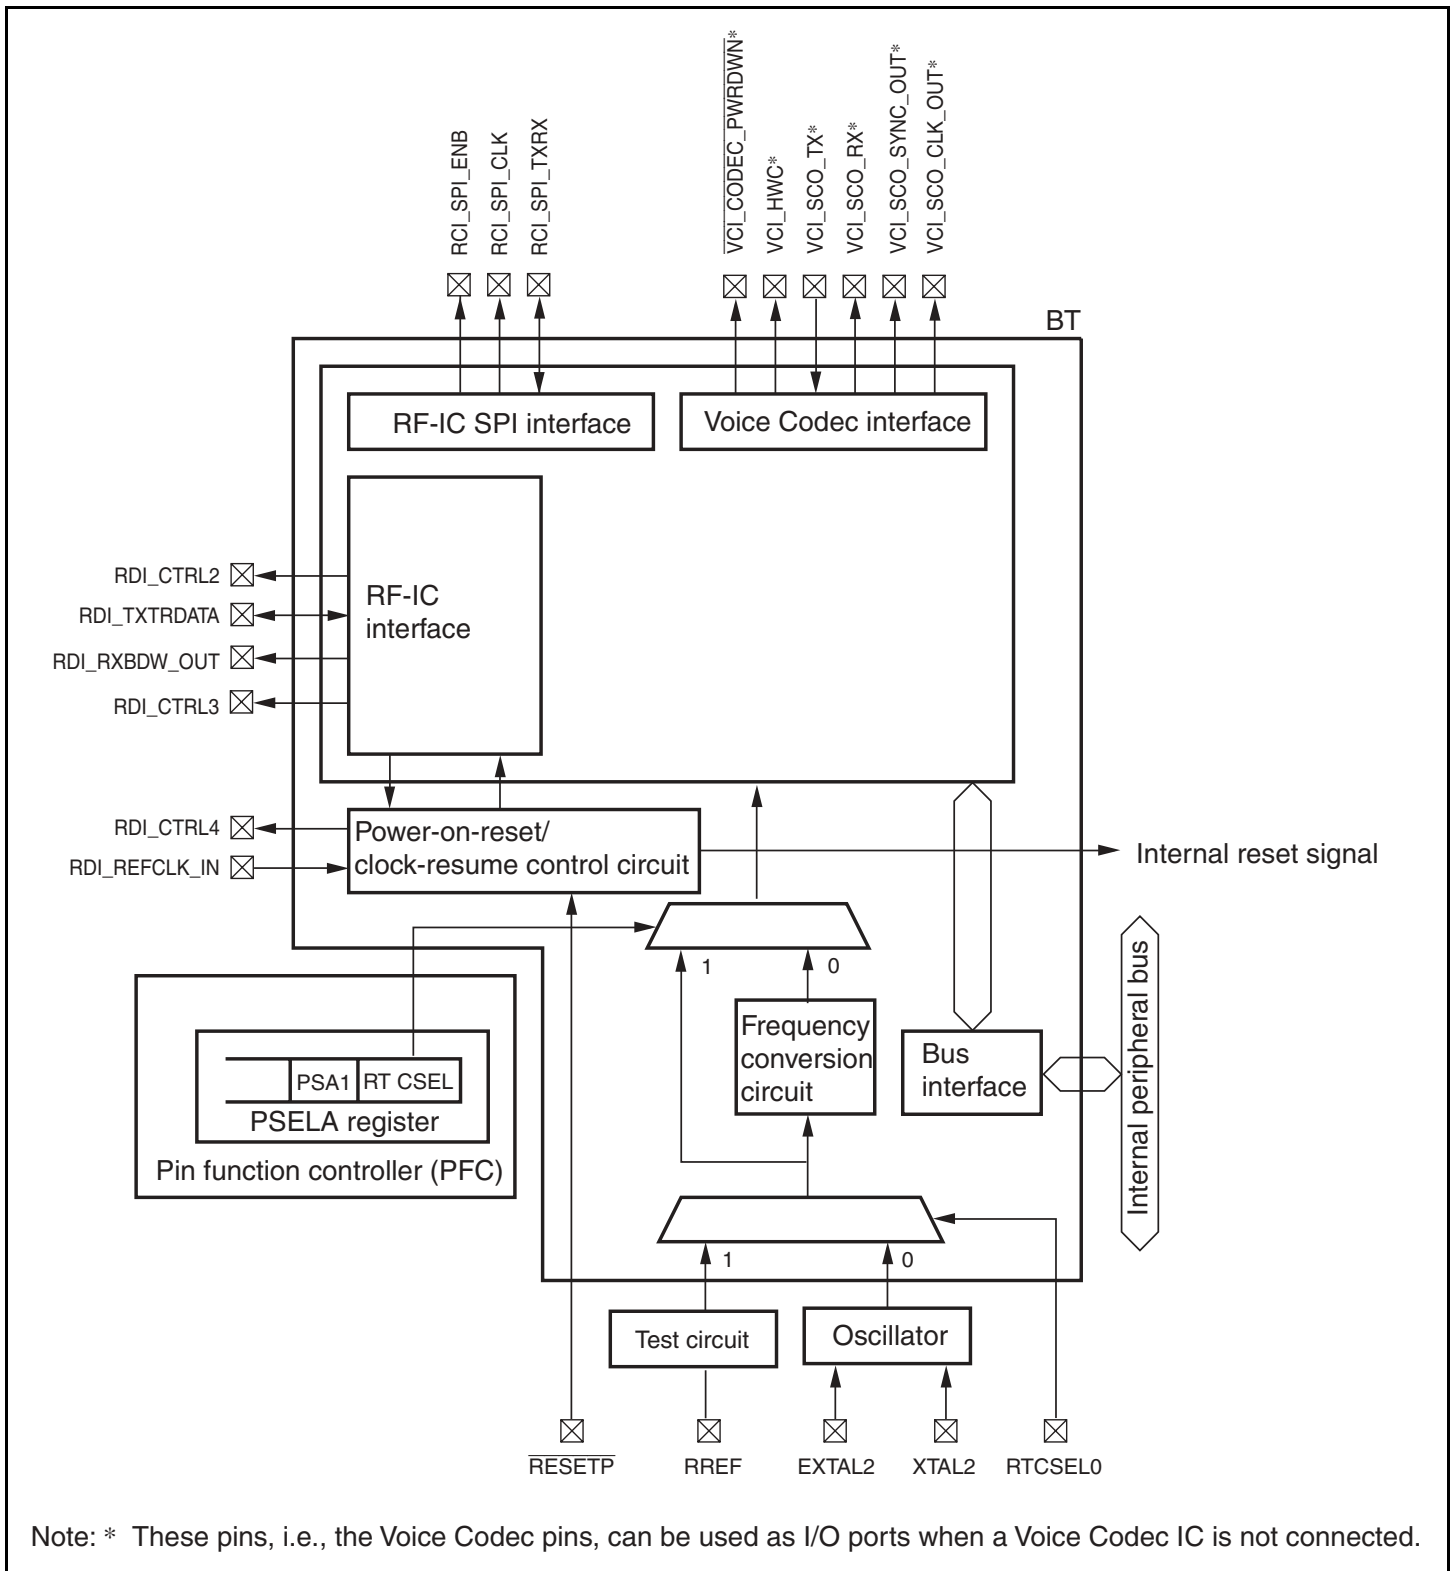 RCI_SPI_ENB
RCI_SPI_CLK
RCI_SPI_TXRX
VCI_CODEC_PWRDWN*
VCI_HWC*
VCI_SCO_TX*
VCI_SCO_RX*
VCI_SCO_SYNC_OUT*
VCI_SCO_CLK_OUT*
BT
RF-IC SPI interface
Voice Codec interface
RDI_CTRL2
RDI_TXTRDATA
RDI_RXBDW_OUT
RDI_CTRL3
RF-IC
interface
RDI_CTRL4
RDI_REFCLK_IN
Power-on-reset/
clock-resume control circuit
Internal reset signal
1
0
Frequency
conversion
circuit
Bus
interface
Internal peripheral bus
PSA1
RT CSEL
PSELA register
Pin function controller (PFC)
1
0
Test circuit
Oscillator
RESETP
RREF
EXTAL2
XTAL2
RTCSEL0
Note: * These pins, i.e., the Voice Codec pins, can be used as I/O ports when a Voice Codec IC is not connected.